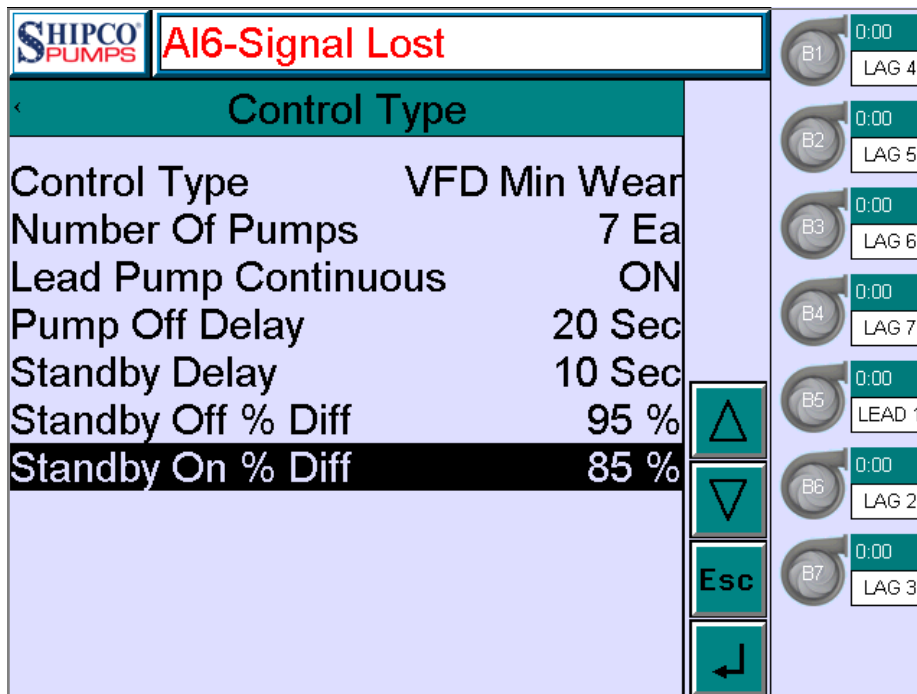 SHIPCO®
PUMPS
AI6-Signal Lost
Control Type
Control Type VFD Min Wear
Number Of Pumps 7 Ea
Lead Pump Continuous ON
Pump Off Delay 20 Sec
Standby Delay 10 Sec
Standby Off % Diff 95 %
Standby On % Diff 85 %
Esc
B1 0:00
LAG 4
B2 0:00
LAG 5
B3 0:00
LAG 6
B4 0:00
LAG 7
B5 0:00
LEAD 1
B6 0:00
LAG 2
B7 0:00
LAG 3